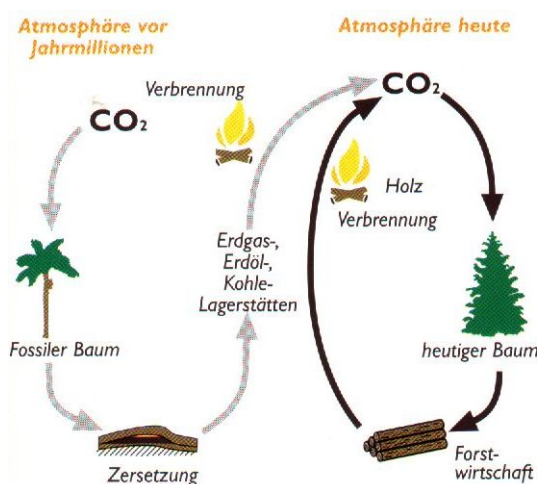 Atmosphäre vor
Jahrmillionen
Atmosphäre heute
Verbrennung
CO₂
CO₂
Holz
Verbrennung
Erdgas-,
Erdöl-,
Kohle-
Lagerstätten
Fossiler Baum
heutiger Baum
Zersetzung
Forst-
wirtschaft